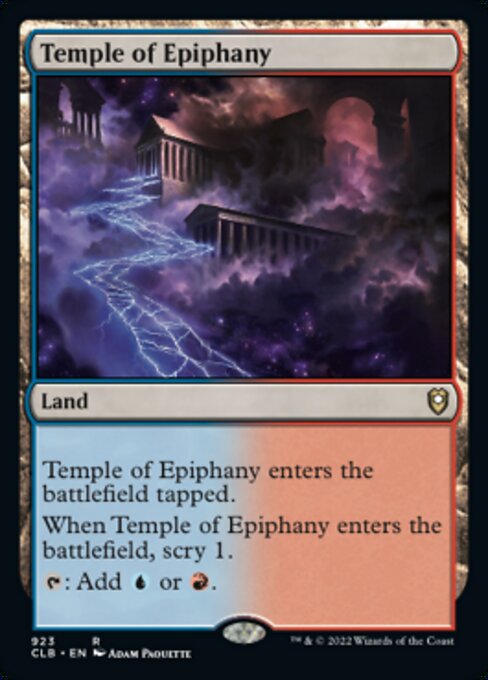 Temple of Epiphany
Land
Temple of Epiphany enters the
battlefield tapped.
When Temple of Epiphany enters the
battlefield, scry 1.
: Add or .
923 R
CLB • EN Adam Paquette
™ & © 2022 Wizards of the Coast